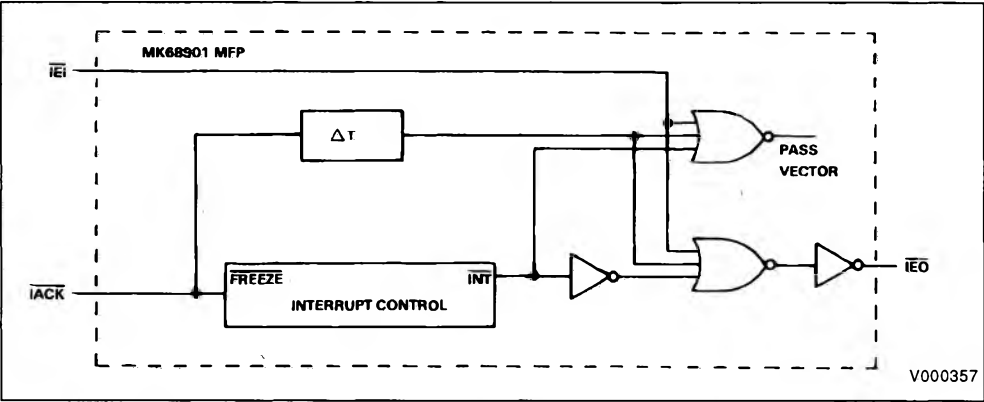 MK68901 MFP
IEI
ΔT
PASS
VECTOR
FREEZE
INT
IEO
IACK
INTERRUPT CONTROL
V000357